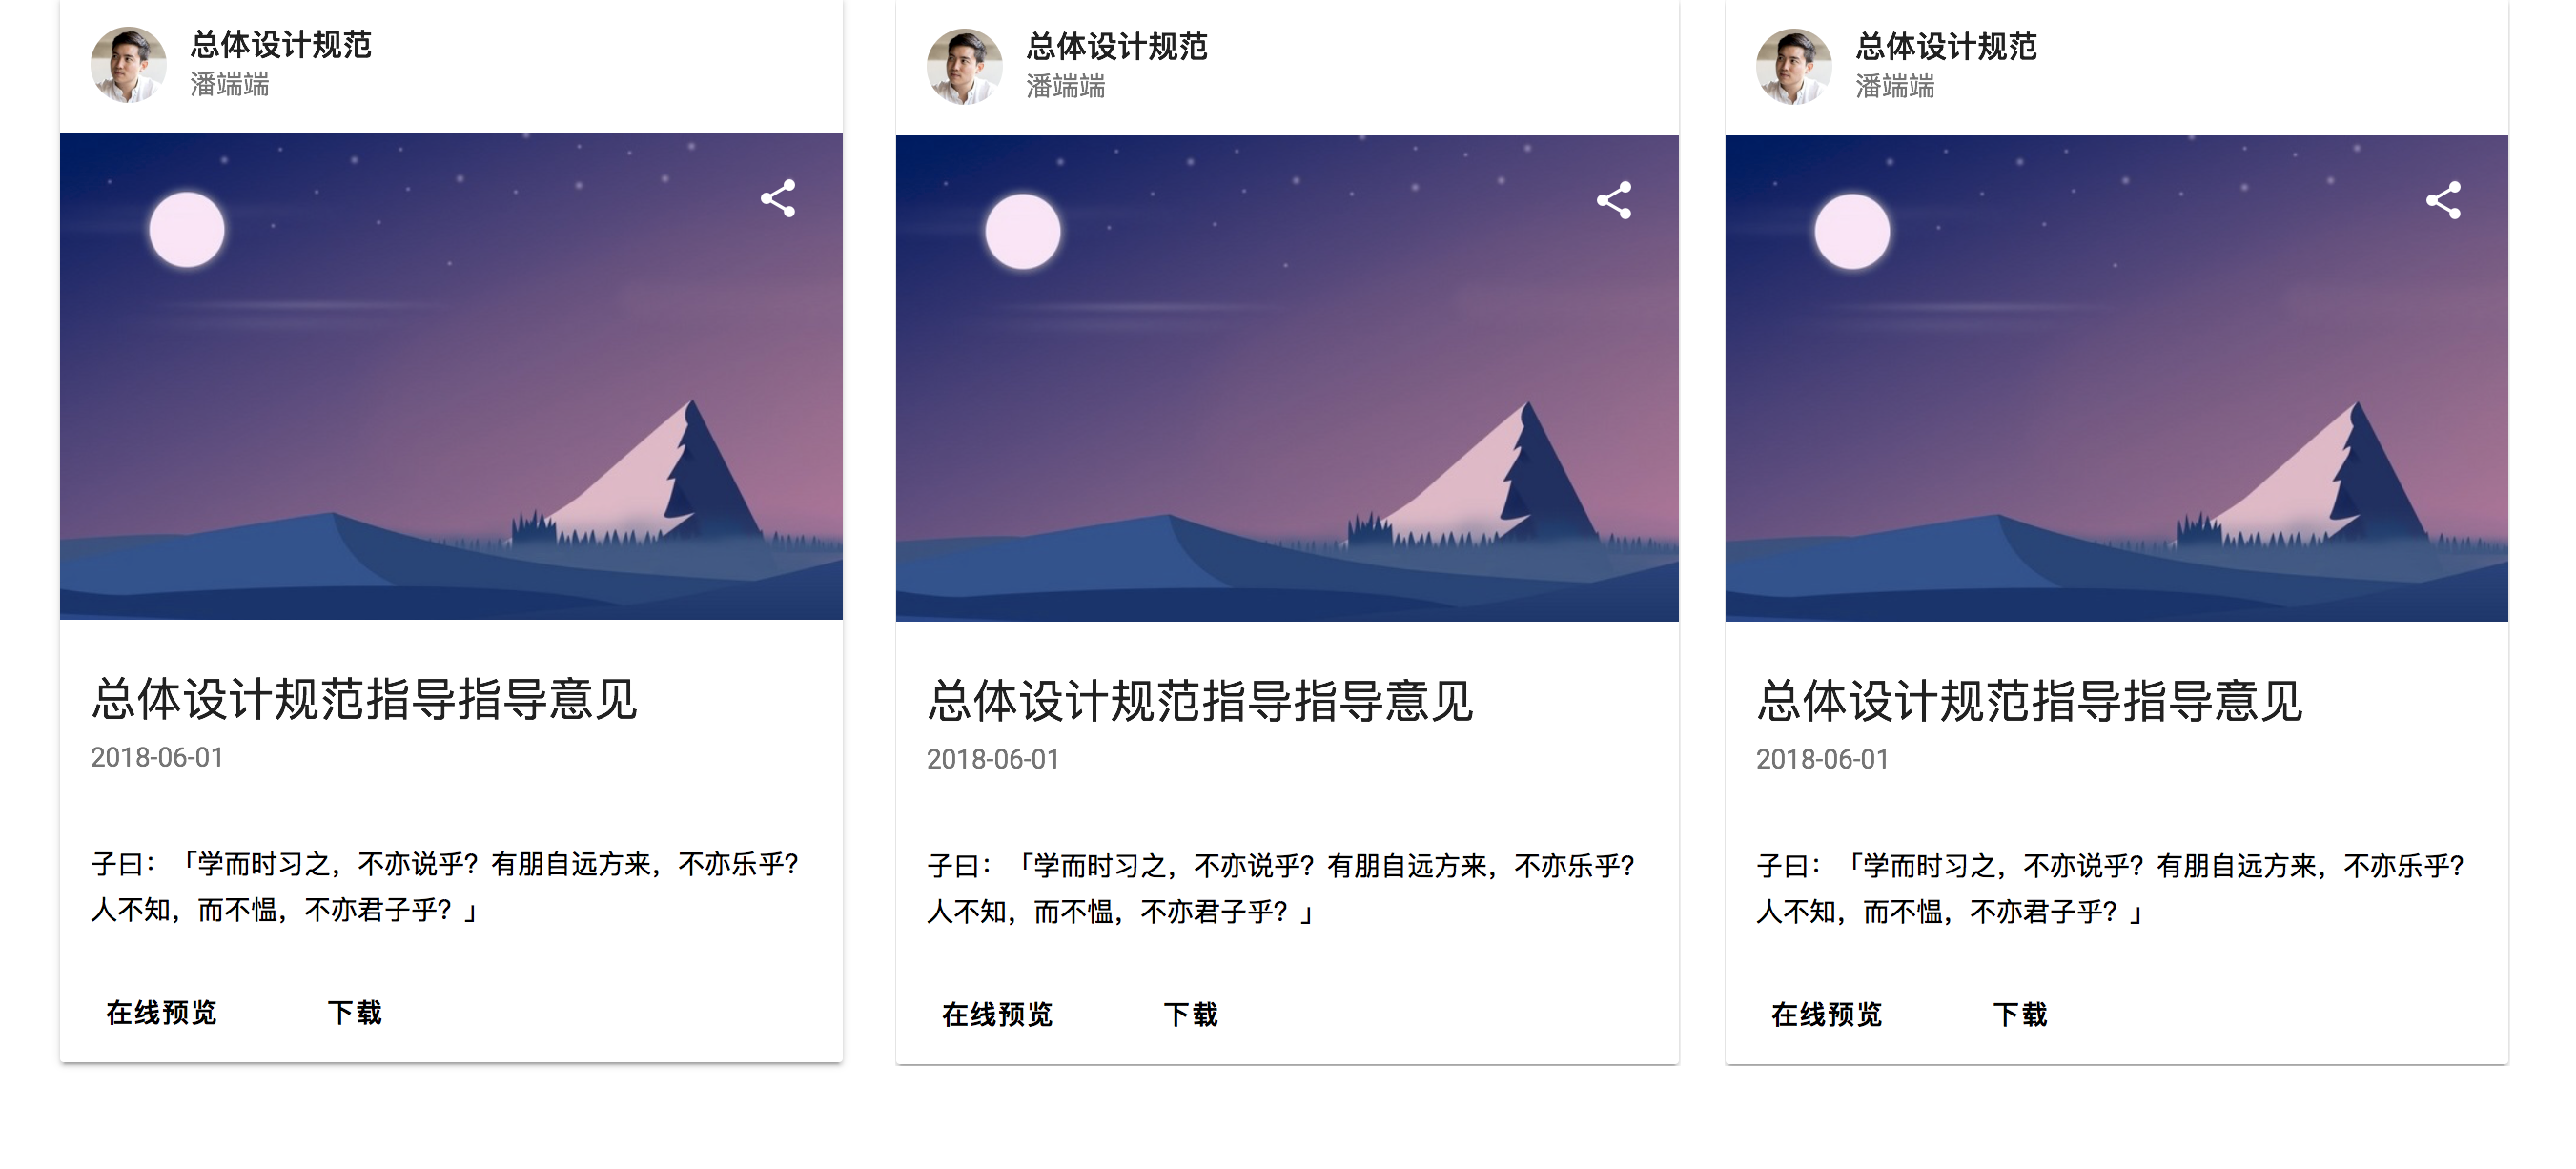 总体设计规范
潘端端
总体设计规范指导指导意见
2018-06-01
子曰：「学而时习之，不亦说乎？有朋自远方来，不亦乐乎？
人不知，而不愠，不亦君子乎？」
在线预览 下载
总体设计规范
潘端端
总体设计规范指导指导意见
2018-06-01
子曰：「学而时习之，不亦说乎？有朋自远方来，不亦乐乎？
人不知，而不愠，不亦君子乎？」
在线预览 下载
总体设计规范
潘端端
总体设计规范指导指导意见
2018-06-01
子曰：「学而时习之，不亦说乎？有朋自远方来，不亦乐乎？
人不知，而不愠，不亦君子乎？」
在线预览 下载